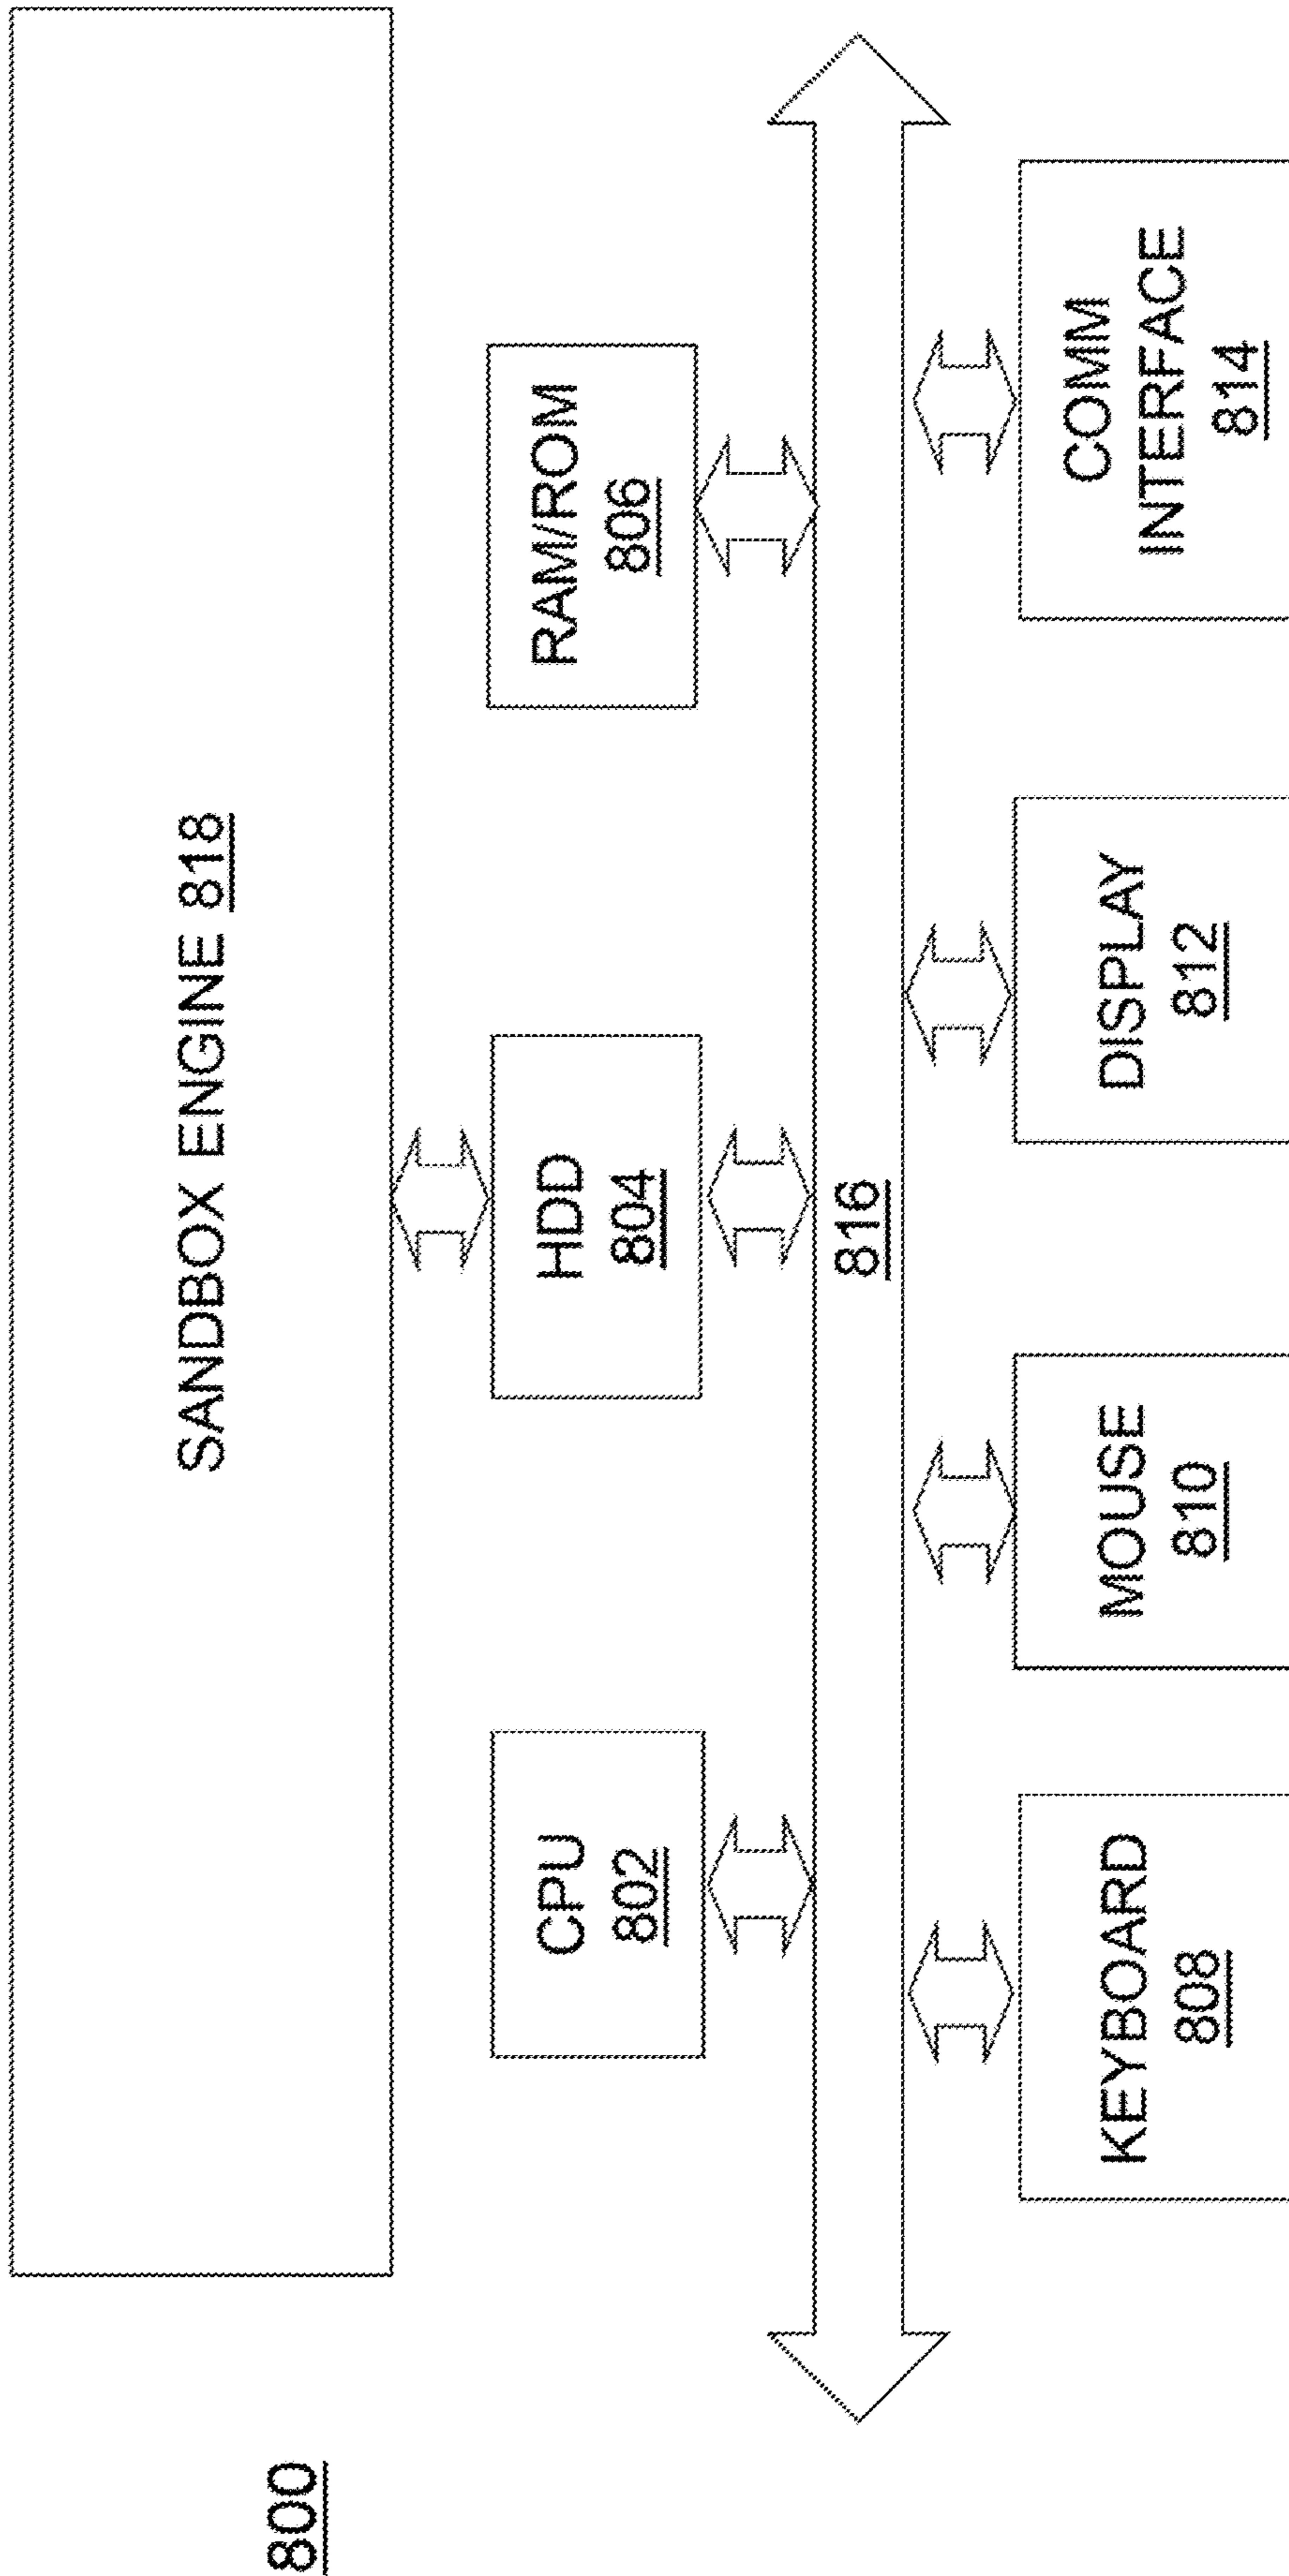 800
SANDBOX ENGINE 818
CPU
802
HDD
804
RAM/ROM
806
816
KEYBOARD
808
MOUSE
810
DISPLAY
812
COMM
INTERFACE
814